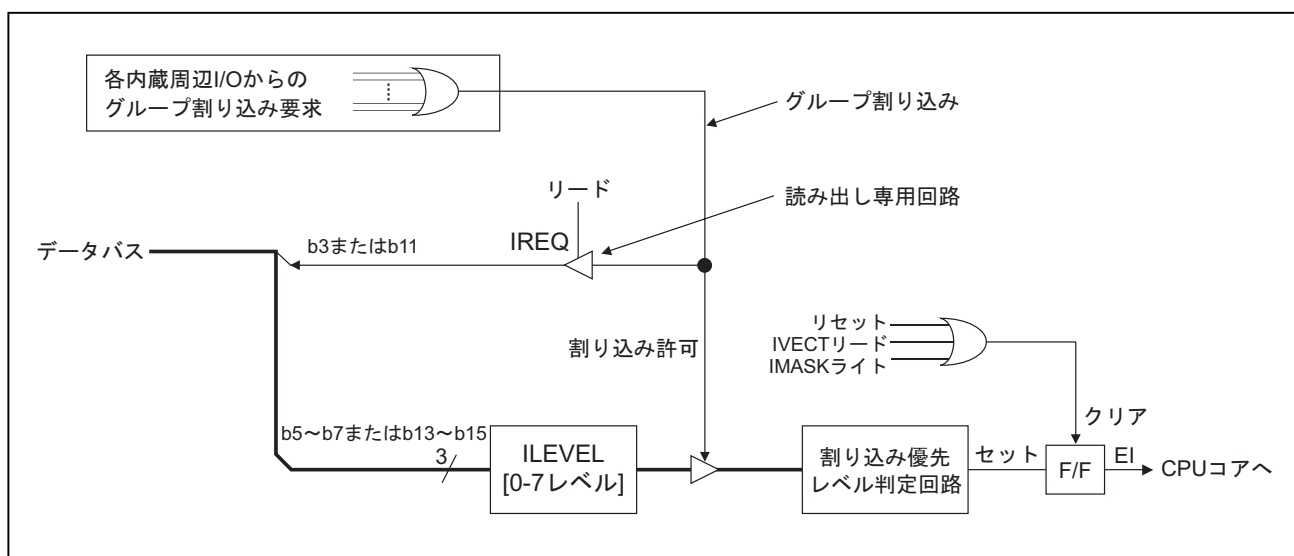 各内蔵周辺I/Oからの
グループ割り込み要求
グループ割り込み
リード
読み出し専用回路
データバス
b3またはb11
IREQ
割り込み許可
リセット
IVECTリード
IMASKライト
クリア
b5～b7またはb13～b15
3
ILEVEL
[0-7レベル]
割り込み優先
レベル判定回路
セット
F/F
EI
CPUコアへ